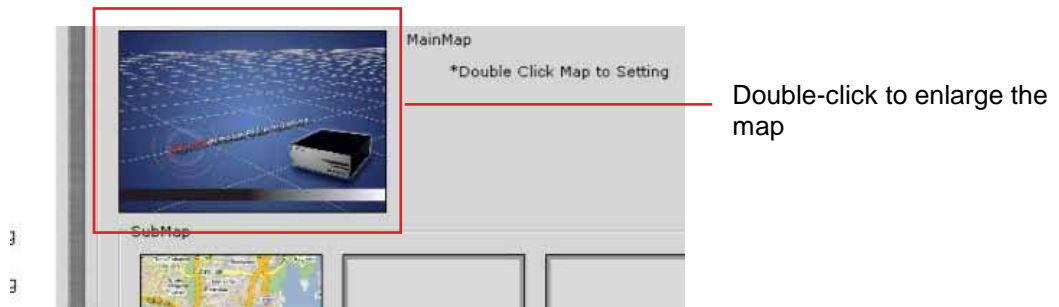 MainMap
*Double Click Map to Setting
Double-click to enlarge the
map
SubMap
g
g